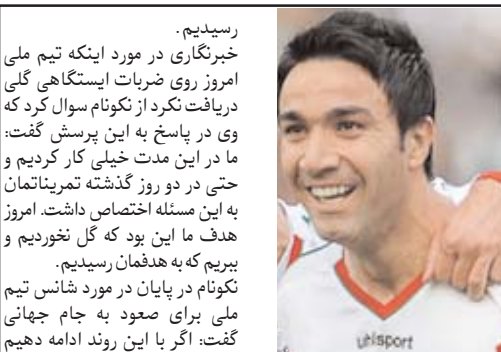 رسیدیم.
خبرنگاری در مورد اینکه تیم ملی
امروز روی ضربات ایستگاهی گلی
دریافت نکرد از نکونام سوال کرد که
وی در پاسخ به این پرسش گفت:
ما در این مدت خیلی کار کردیم و
حتی در دو روز گذشته تمریناتمان
به این مسئله اختصاص داشت. امروز
هدف ما این بود که گل نخوردیم و
ببریم که به هدفمان رسیدیم.
نکونام در پایان در مورد شانس تیم
ملی برای صعود به جام جهانی
گفت: اگر با این روند ادامه دهیم
uhlsport